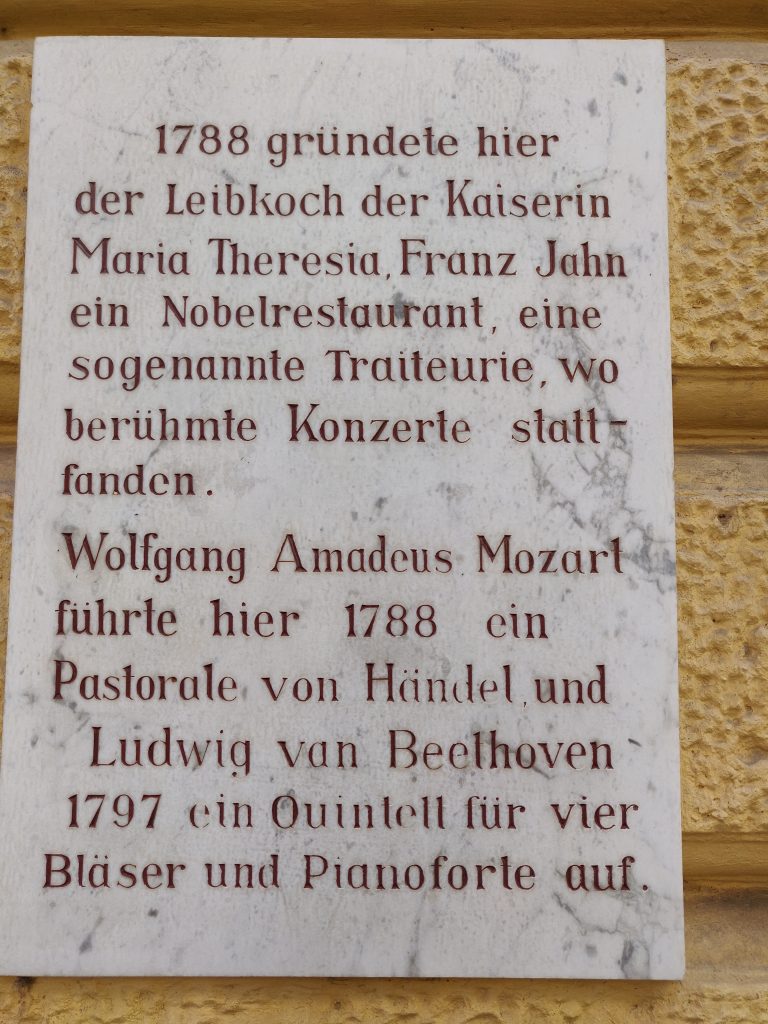 1788 gründete hier
der Leibkoch der Kaiserin
Maria Theresia, Franz Jahn
ein Nobelrestaurant, eine
sogenannte Traiteurie, wo
berühmte Konzerte statt-
fanden.
Wolfgang Amadeus Mozart
führte hier 1788 ein
Pastorale von Händel, und
Ludwig van Beethoven
1797 ein Quintett für vier
Bläser und Pianoforte auf.